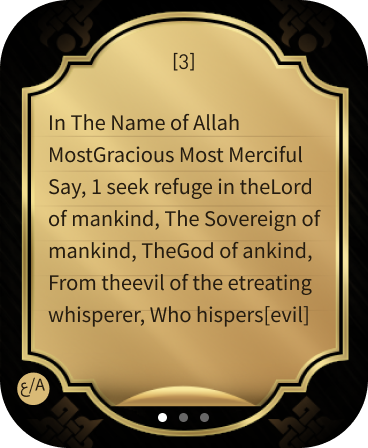 [3]
In The Name of Allah
MostGracious Most Merciful
Say, 1 seek refuge in theLord
of mankind, The Sovereign of
mankind, TheGod of ankind,
From theevil of the etreating
whisperer, Who hispers[evil]
ع/A